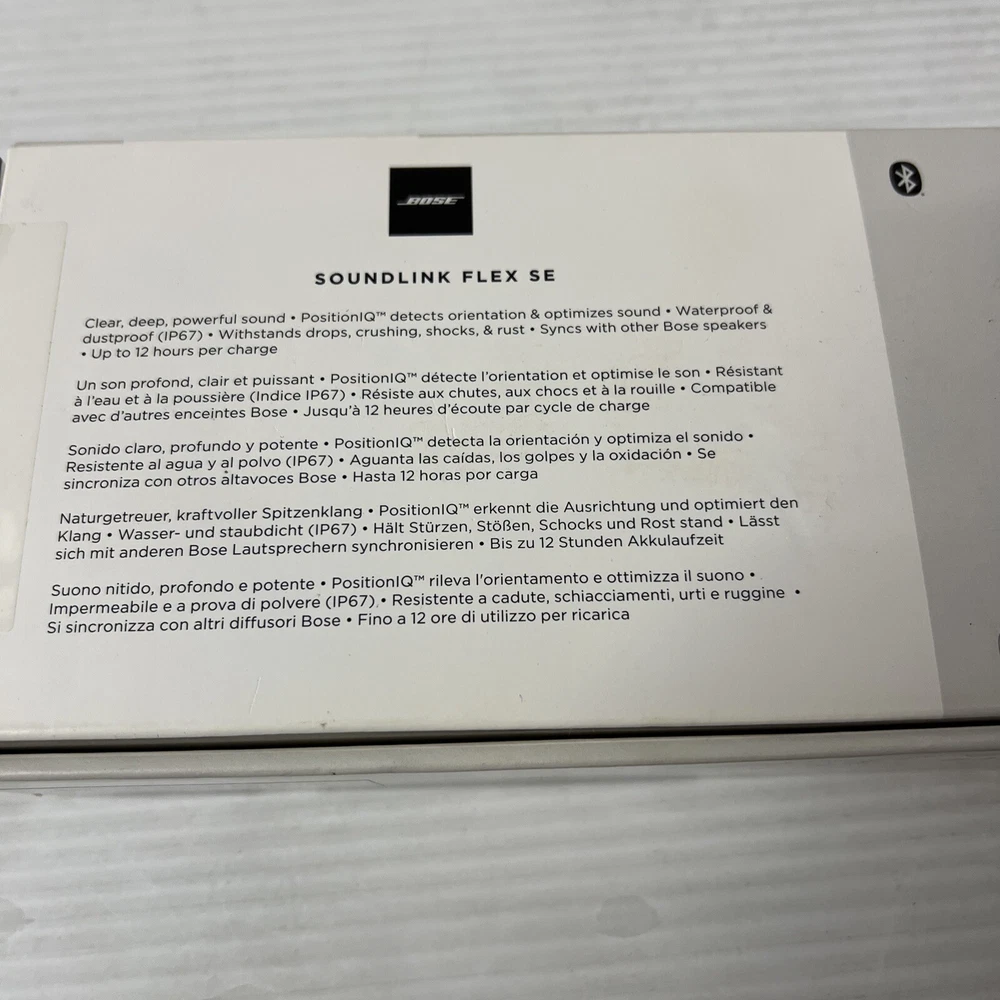 BOSE
SOUNDLINK FLEX SE
Clear, deep, powerful sound • PositionIQ™ detects orientation & optimizes sound • Waterproof &
dustproof (IP67) • Withstands drops, crushing, shocks, & rust • Syncs with other Bose speakers
• Up to 12 hours per charge
Un son profond, clair et puissant • PositionIQ™ détecte l'orientation et optimise le son • Résistant
à l'eau et à la poussière (Indice IP67) • Résiste aux chutes, aux chocs et à la rouille • Compatible
avec d'autres enceintes Bose • Jusqu'à 12 heures d'écoute par cycle de charge
Sonido claro, profundo y potente • PositionIQ™ detecta la orientación y optimiza el sonido •
Resistente al agua y al polvo (IP67) • Aguanta las caídas, los golpes y la oxidación • Se
sincroniza con otros altavoces Bose • Hasta 12 horas por carga
Naturgetreuer, kraftvoller Spitzenklang • PositionIQ™ erkennt die Ausrichtung und optimiert den
Klang • Wasser- und staubdicht (IP67) • Hält Stürzen, Stößen, Schocks und Rost stand • Lässt
sich mit anderen Bose Lautsprechern synchronisieren • Bis zu 12 Stunden Akkulaufzeit
Suono nitido, profondo e potente • PositionIQ™ rileva l'orientamento e ottimizza il suono •
Impermeabile e a prova di polvere (IP67) • Resistente a cadute, schiacciamenti, urti e ruggine •
Si sincronizza con altri diffusori Bose • Fino a 12 ore di utilizzo per ricarica